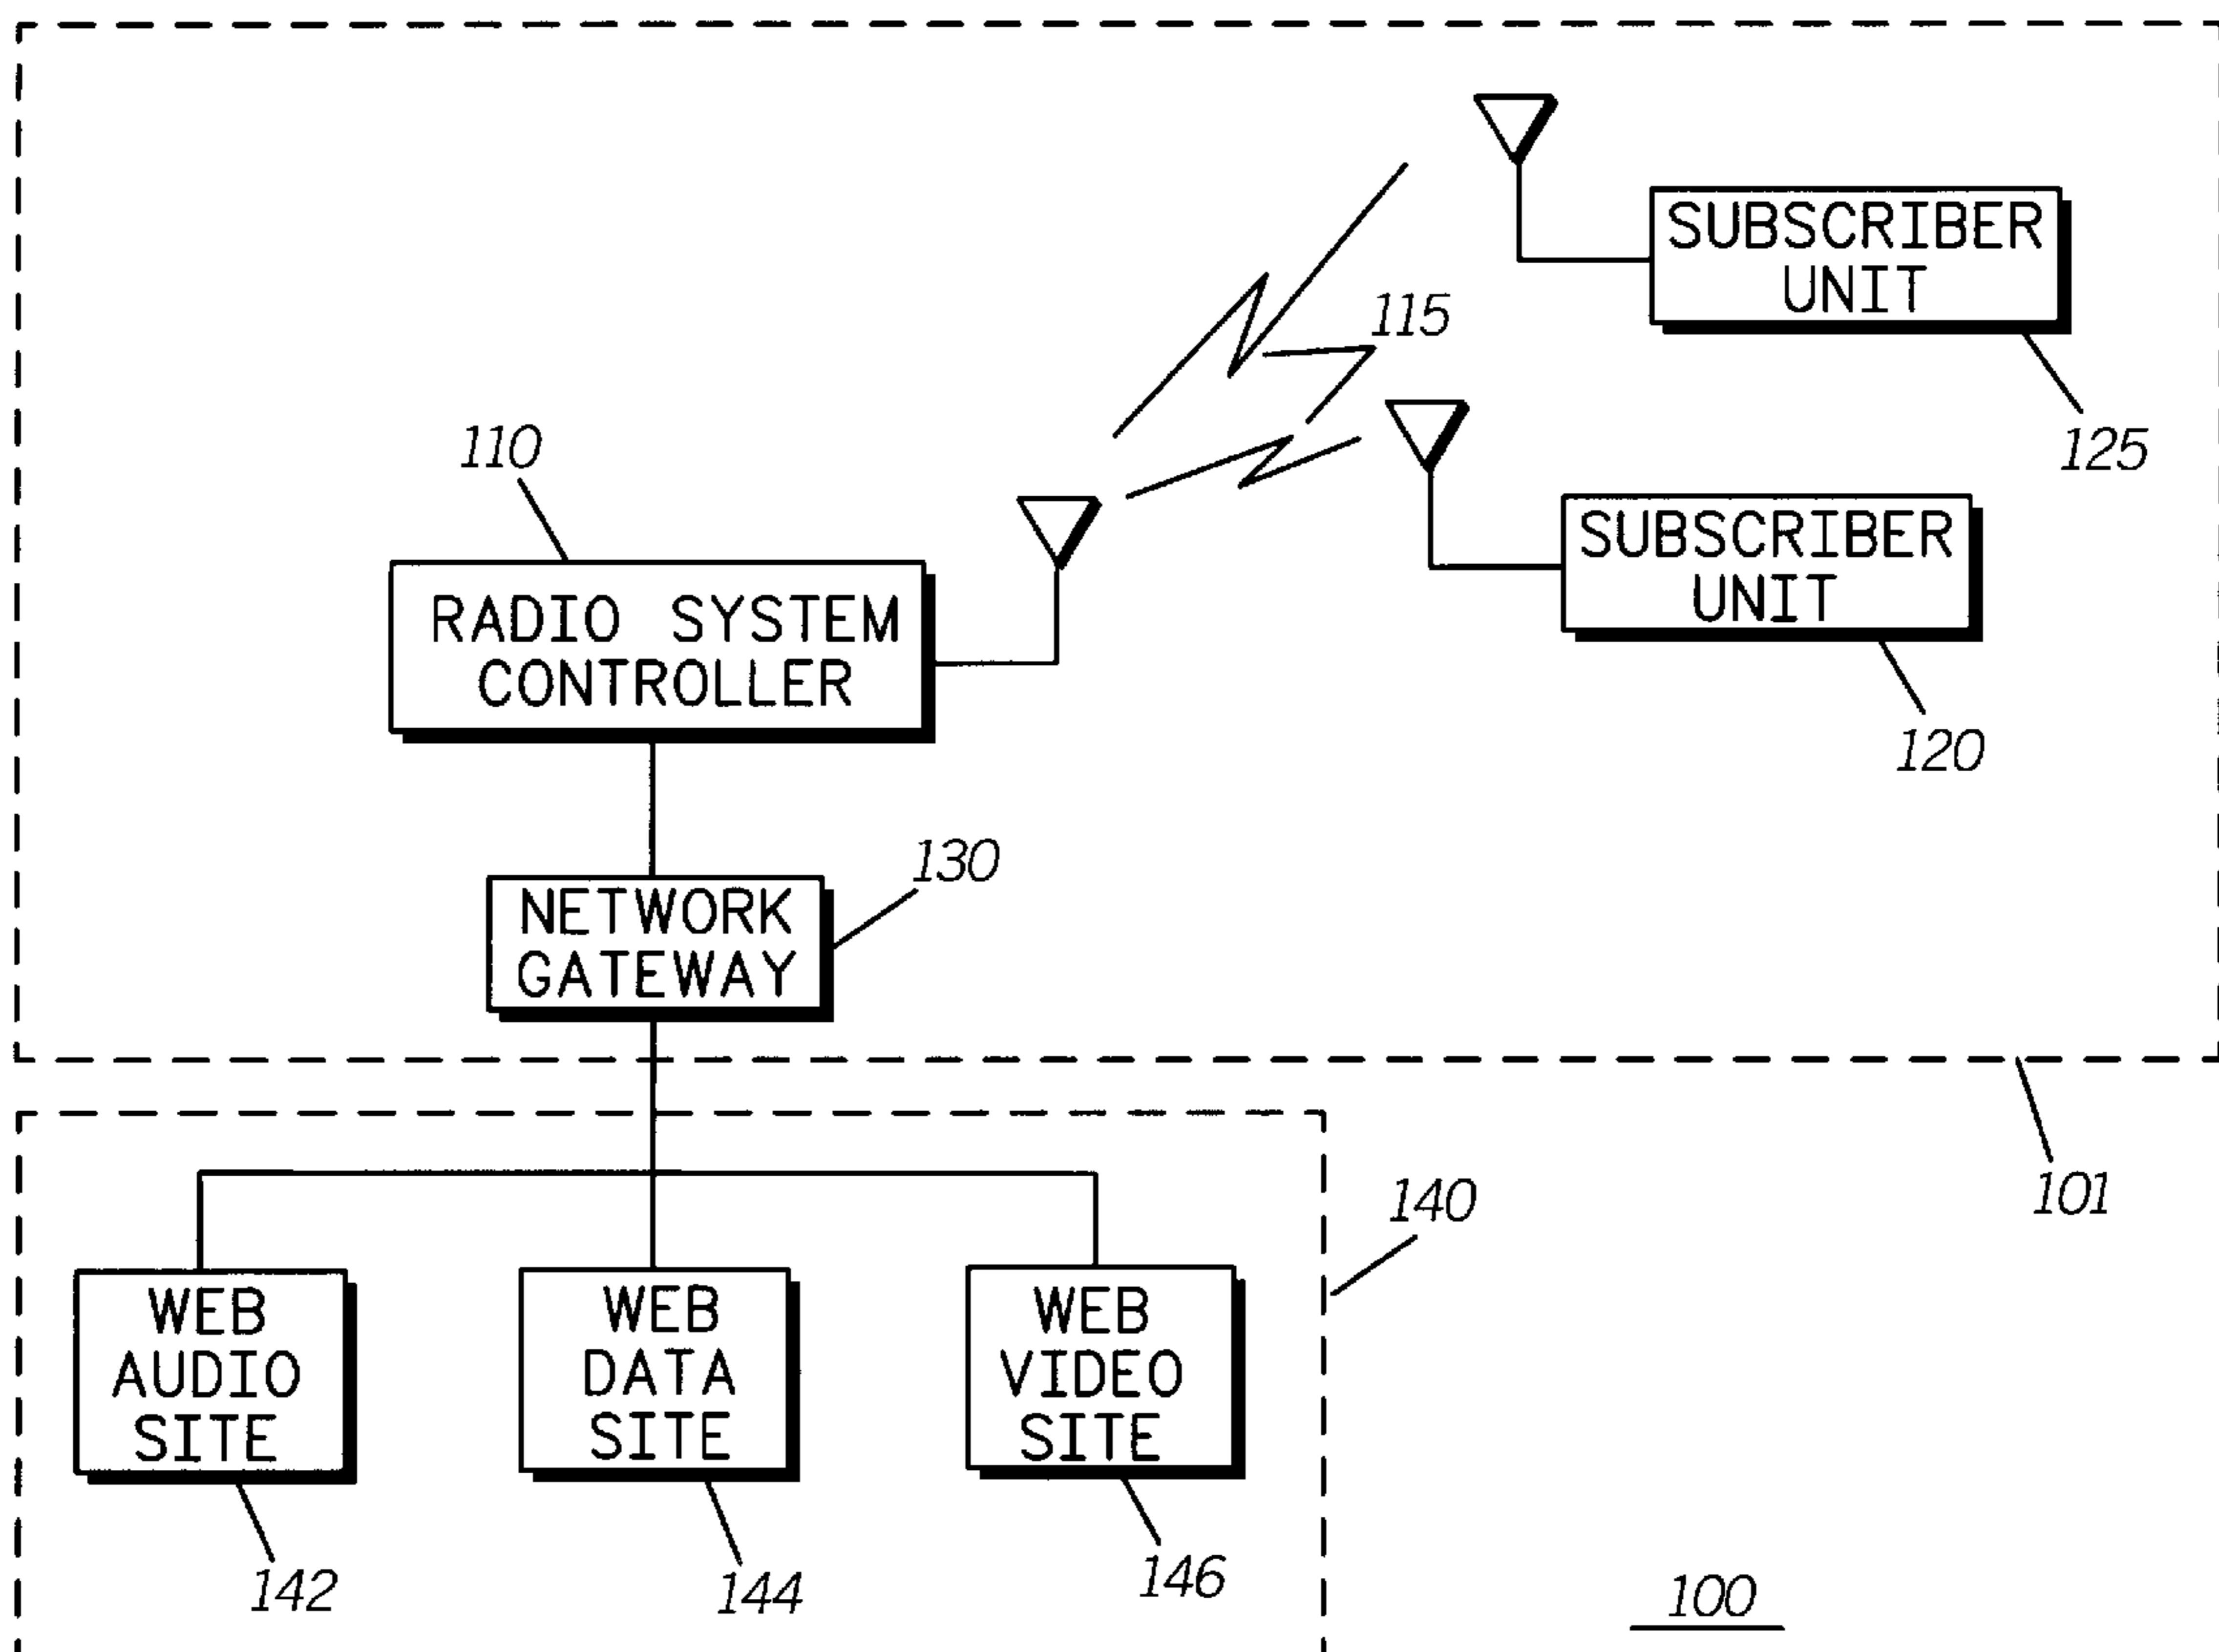 SUBSCRIBER
UNIT
115
125
110
SUBSCRIBER
UNIT
RADIO SYSTEM
CONTROLLER
120
130
NETWORK
GATEWAY
101
140
WEB
AUDIO
SITE
WEB
DATA
SITE
WEB
VIDEO
SITE
142
144
146
100